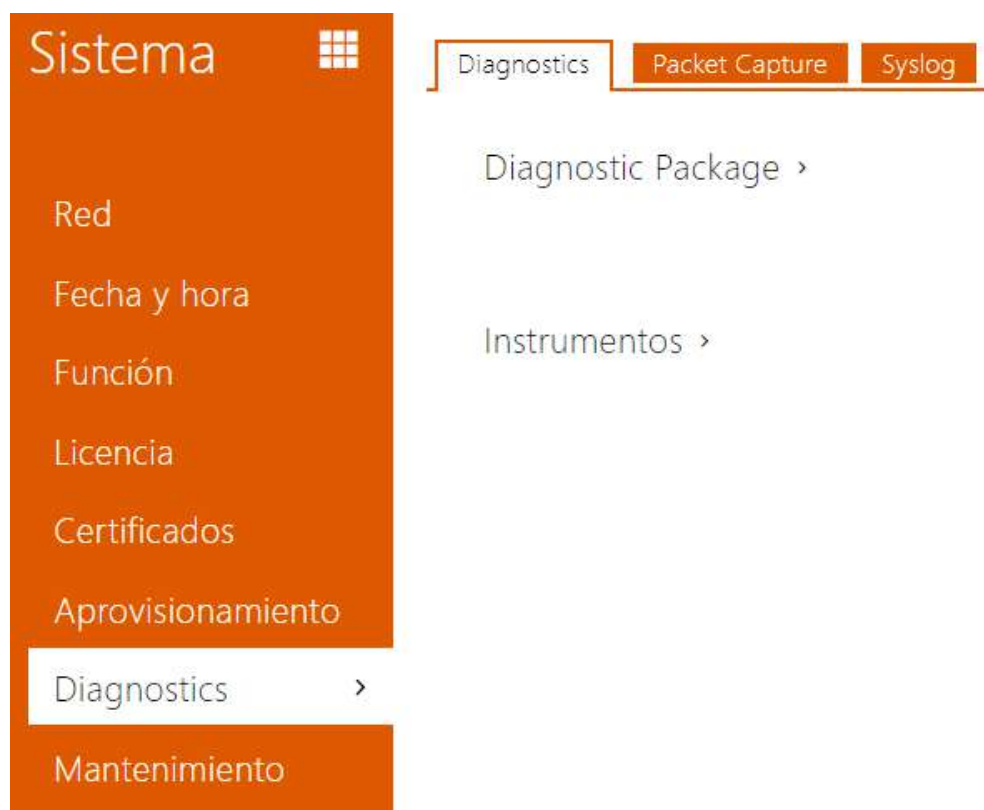 Sistema
Red
Fecha y hora
Función
Licencia
Certificados
Aprovisionamiento
Diagnostics
Mantenimiento
Diagnostics Packet Capture Syslog
Diagnostic Package
Instrumentos